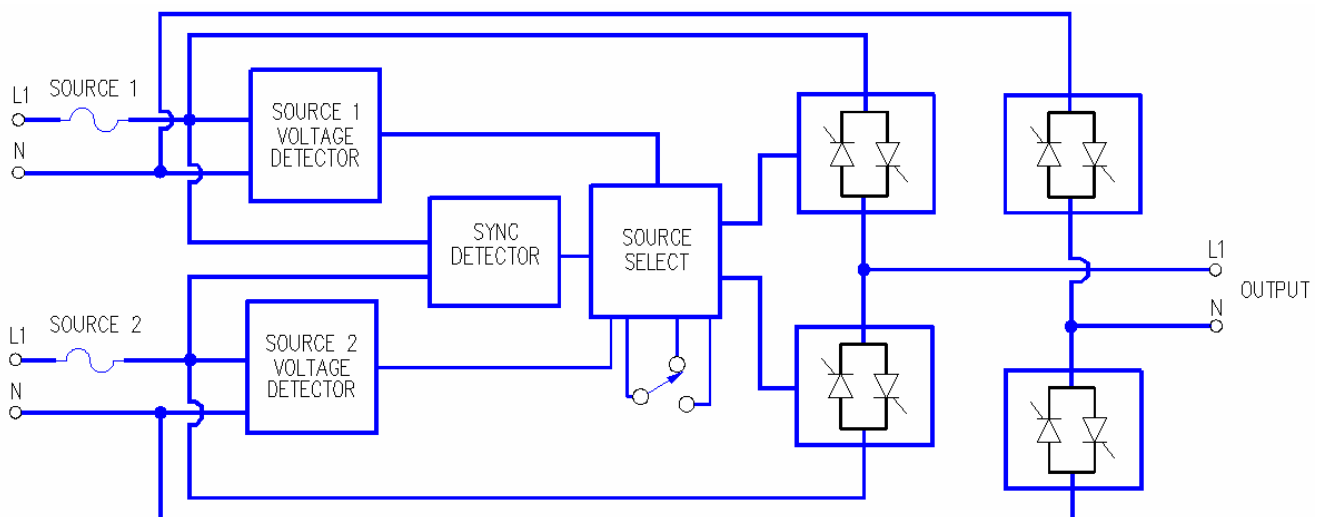 SOURCE 1
L1
N
SOURCE 1
VOLTAGE
DETECTOR
SYNC
DETECTOR
SOURCE
SELECT
SOURCE 2
L1
N
SOURCE 2
VOLTAGE
DETECTOR
L1
OUTPUT
N